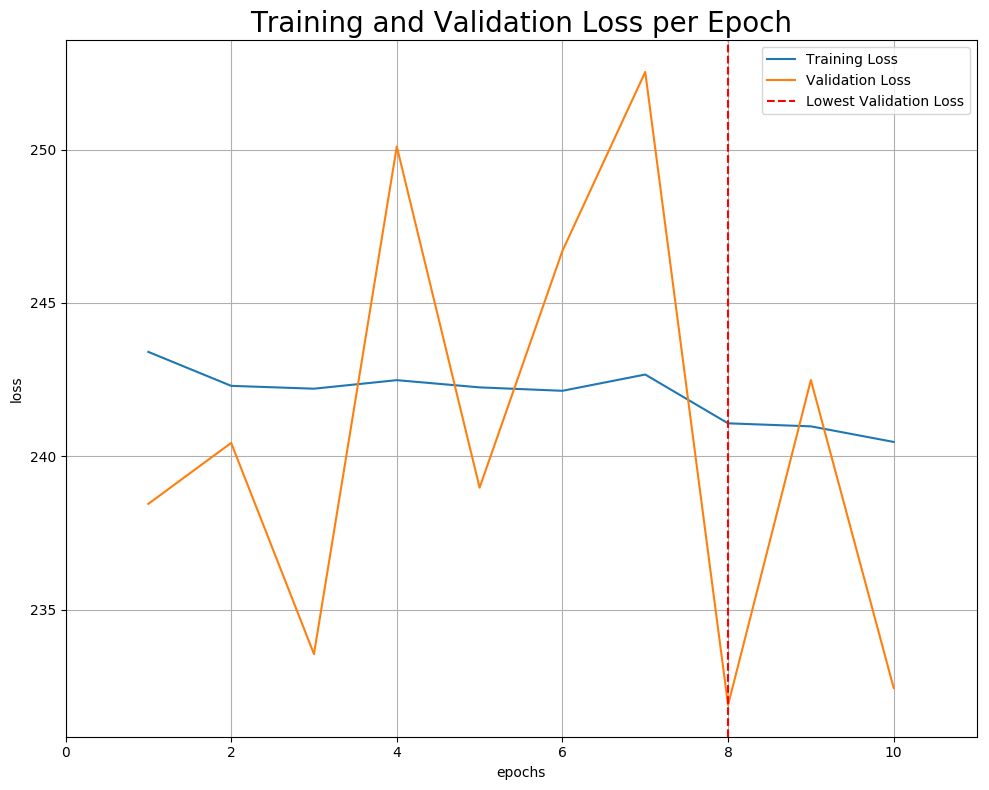 Training and Validation Loss per Epoch
Training Loss
Validation Loss
Lowest Validation Loss
250
245
240
235
loss
0 2 4 6 8 10
epochs